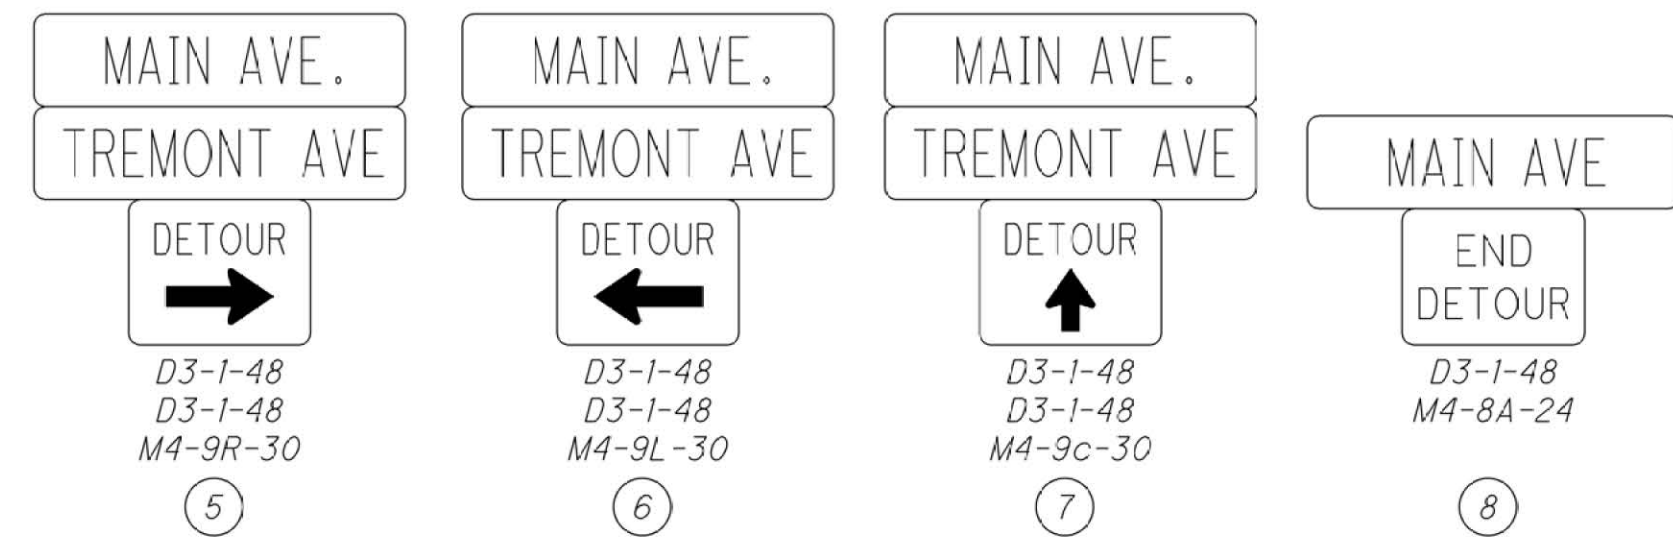 MAIN AVE.
TREMONT AVE
DETOUR
D3-1-48
D3-1-48
M4-9R-30
5
MAIN AVE.
TREMONT AVE
DETOUR
D3-1-48
D3-1-48
M4-9L-30
6
MAIN AVE.
TREMONT AVE
DETOUR
D3-1-48
D3-1-48
M4-9c-30
7
MAIN AVE
END
DETOUR
D3-1-48
M4-8A-24
8